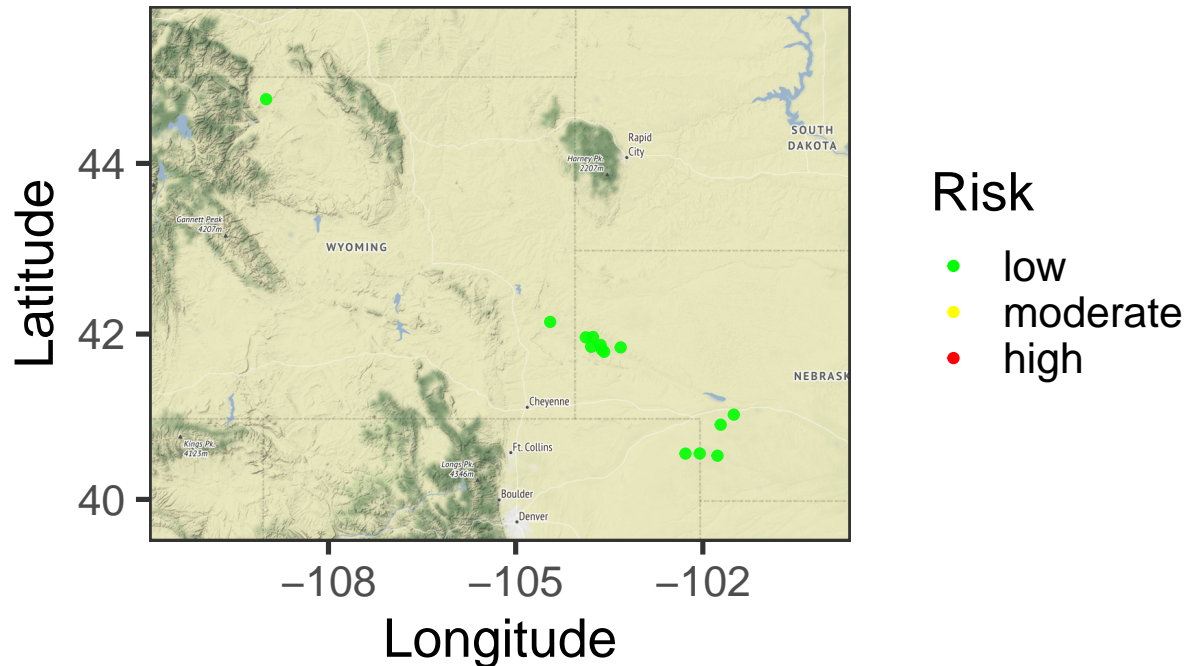 Latitude
44
42
40
−108
−105
−102
Longitude
SOUTH
DAKOTA
Rapid
City
Harney Pk.
2207m
Gannett Peak
4207m
WYOMING
NEBRASK
Cheyenne
Kings Pk.
4123m
Ft. Collins
Longs Pk.
4346m
Boulder
Denver
Risk
low
moderate
high